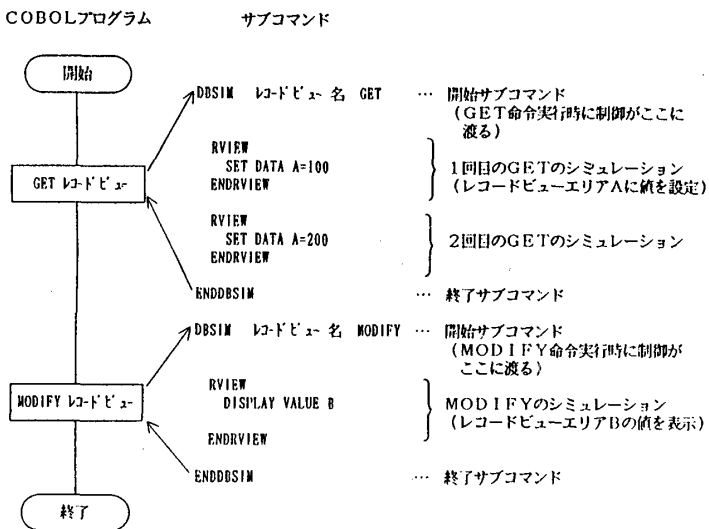 COBOLプログラム　サブコマンド
開始
DBSIM ﾚｺｰﾄﾞﾋﾞｭｰ名 GET … 開始サブコマンド
(GET命令実行時に制御がここに
渡る)
RVIEW
SET DATA A=100
ENDRVIEW
1回目のGETのシミュレーション
(レコードビューエリアAに値を設定)
GET ﾚｺｰﾄﾞﾋﾞｭｰ
RVIEW
SET DATA A=200
ENDRVIEW
2回目のGETのシミュレーション
ENDDBSIM … 終了サブコマンド
DBSIM ﾚｺｰﾄﾞﾋﾞｭｰ名 MODIFY … 開始サブコマンド
(MODIFY命令実行時に制御が
ここに渡る)
MODIFY ﾚｺｰﾄﾞﾋﾞｭｰ
RVIEW
DISPLAY VALUE B
ENDRVIEW
MODIFYのシミュレーション
(レコードビューエリアBの値を表示)
ENDDBSIM … 終了サブコマンド
終了